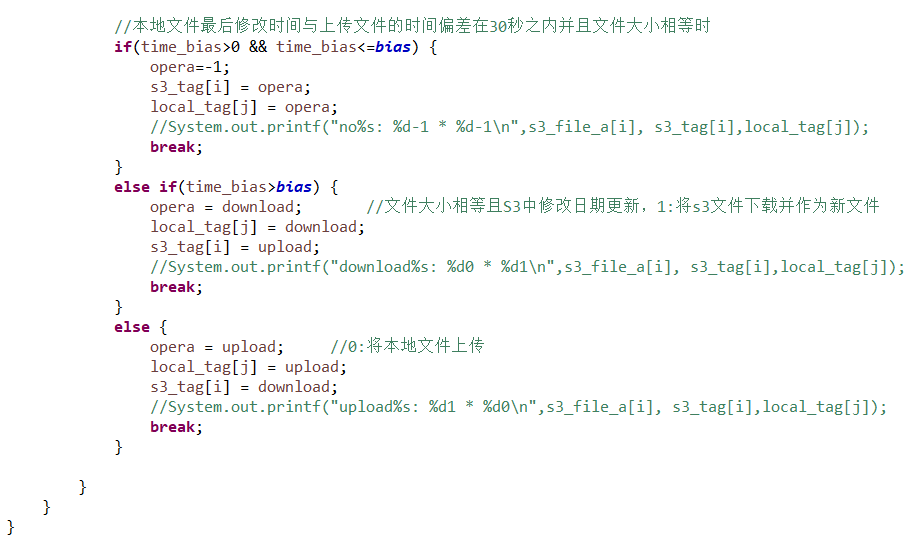 //本地文件最后修改时间与上传文件的时间偏差在30秒之内并且文件大小相等时
if(time_bias>0 && time_bias<=bias) {
opera=-1;
s3_tag[i] = opera;
local_tag[j] = opera;
//System.out.printf("no%s: %d-1 * %d-1\n",s3_file_a[i], s3_tag[i],local_tag[j]);
break;
}
else if(time_bias>bias) {
opera = download;       //文件大小相等且S3中修改日期更新，1:将s3文件下载并作为新文件
local_tag[j] = download;
s3_tag[i] = upload;
//System.out.printf("download%s: %d0 * %d1\n",s3_file_a[i], s3_tag[i],local_tag[j]);
break;
}
else {
opera = upload;     //0:将本地文件上传
local_tag[j] = upload;
s3_tag[i] = download;
//System.out.printf("upload%s: %d1 * %d0\n",s3_file_a[i], s3_tag[i],local_tag[j]);
break;
}
}
}
}